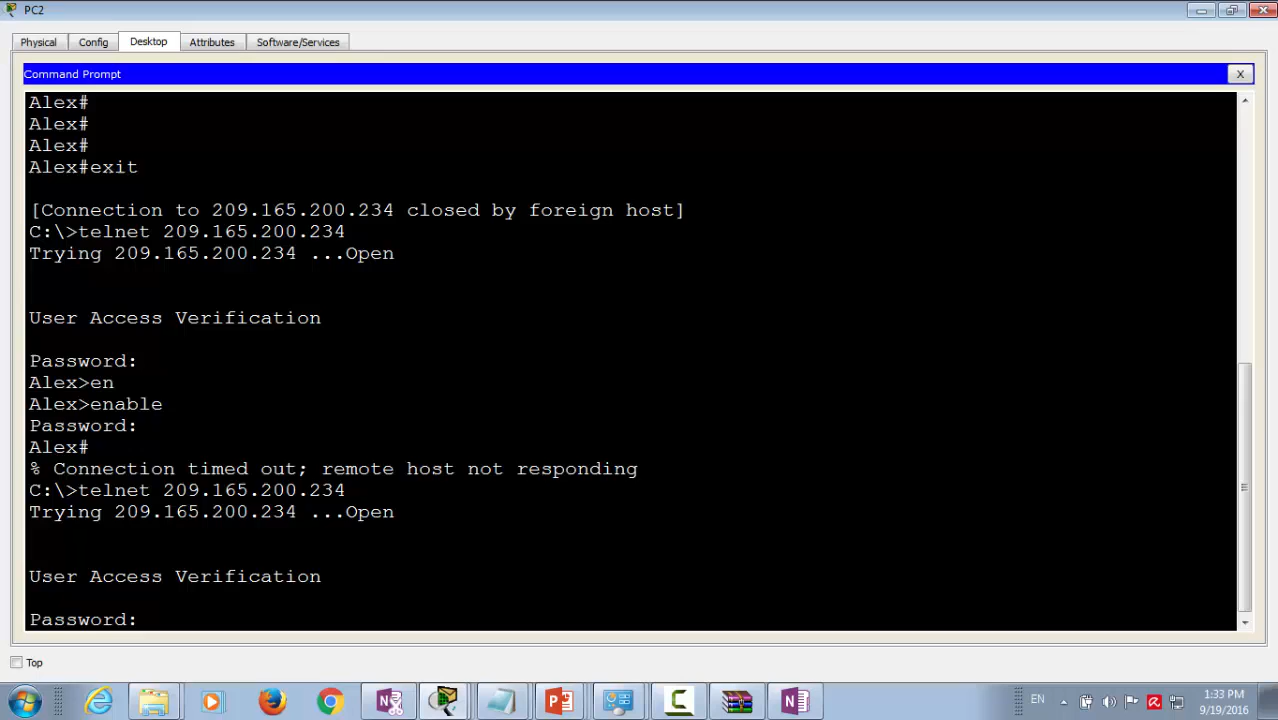 PC2
Physical Config Desktop Attributes Software/Services
Command Prompt X
Alex#
Alex#
Alex#
Alex#exit
[Connection to 209.165.200.234 closed by foreign host]
C:\>telnet 209.165.200.234
Trying 209.165.200.234 ...Open
User Access Verification
Password:
Alex>en
Alex>enable
Password:
Alex#
% Connection timed out; remote host not responding
C:\>telnet 209.165.200.234
Trying 209.165.200.234 ...Open
User Access Verification
Password:
Top
EN 1:33 PM
9/19/2016